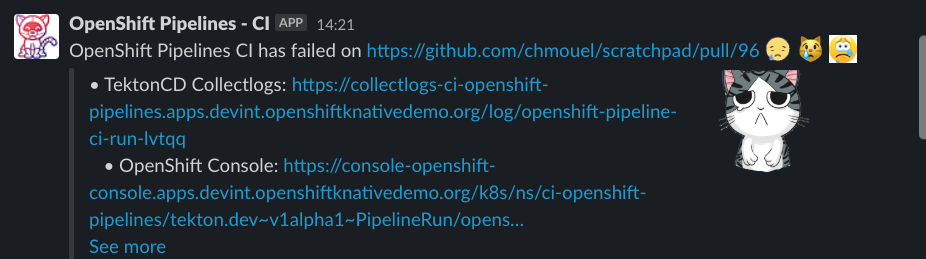 OpenShift Pipelines - CI APP 14:21
OpenShift Pipelines CI has failed on https://github.com/chmouel/scratchpad/pull/96
• TektonCD Collectlogs: https://collectlogs-ci-openshift-
pipelines.apps.devint.openshiftknativedemo.org/log/openshift-pipeline-
ci-run-lvtqq
• OpenShift Console: https://console-openshift-
console.apps.devint.openshiftknativedemo.org/k8s/ns/ci-openshift-
pipelines/tekton.dev~v1alpha1~PipelineRun/opens...
See more